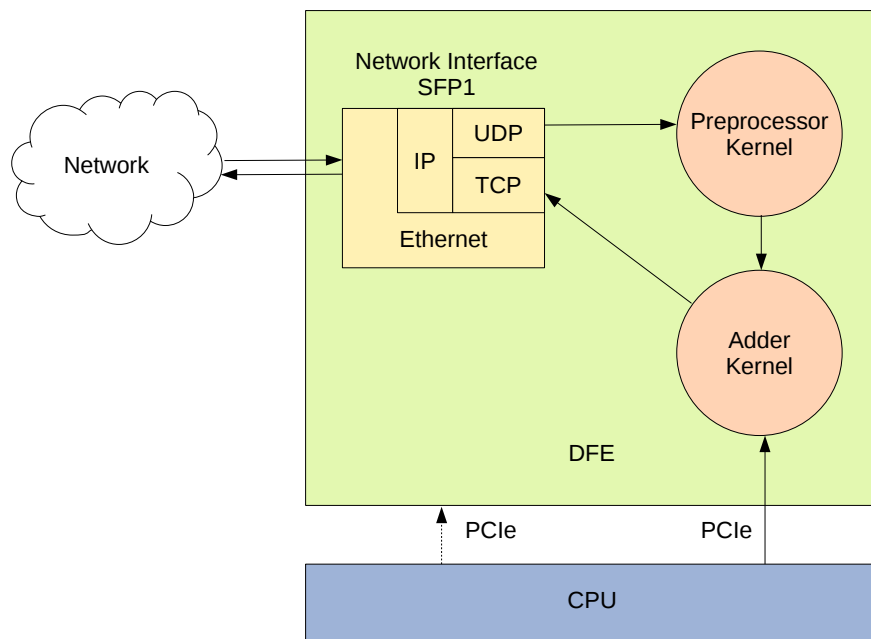 Network Interface
SFP1
Network
IP
UDP
TCP
Ethernet
Preprocessor
Kernel
Adder
Kernel
DFE
PCIe
PCIe
CPU